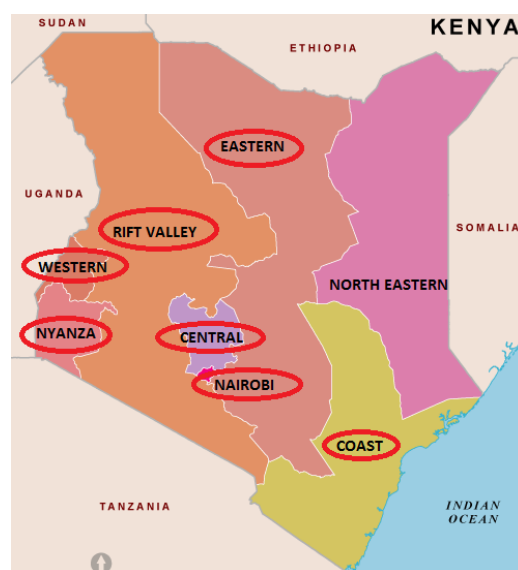 SUDAN
KENYA
ETHIOPIA
EASTERN
UGANDA
SOMALIA
RIFT VALLEY
WESTERN
NORTH EASTERN
NYANZA
CENTRAL
NAIROBI
COAST
TANZANIA
INDIAN
OCEAN